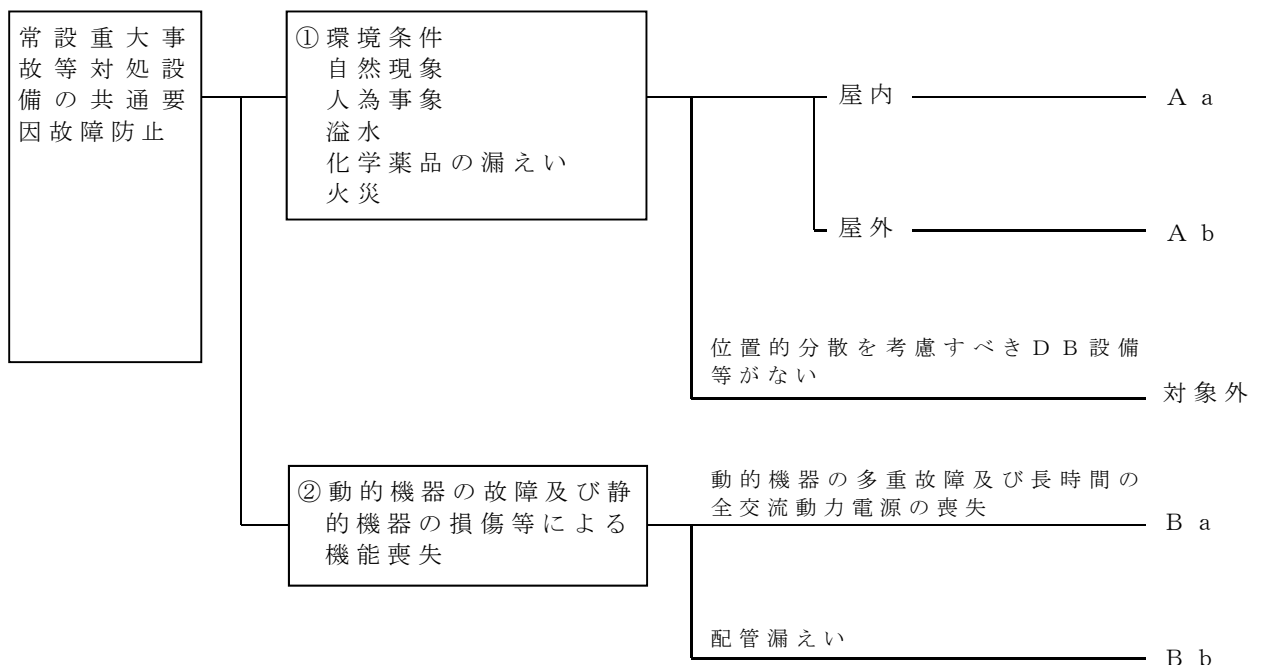 常設重大事
故等対処設
備の共通要
因故障防止
①環境条件
自然現象
人為事象
溢水
化学薬品の漏えい
火災
屋内
Ａａ
屋外
Ａｂ
位置的分散を考慮すべきＤＢ設備
等がない
対象外
②動的機器の故障及び静
的機器の損傷等による
機能喪失
動的機器の多重故障及び長時間の
全交流動力電源の喪失
Ｂａ
配管漏えい
Ｂｂ